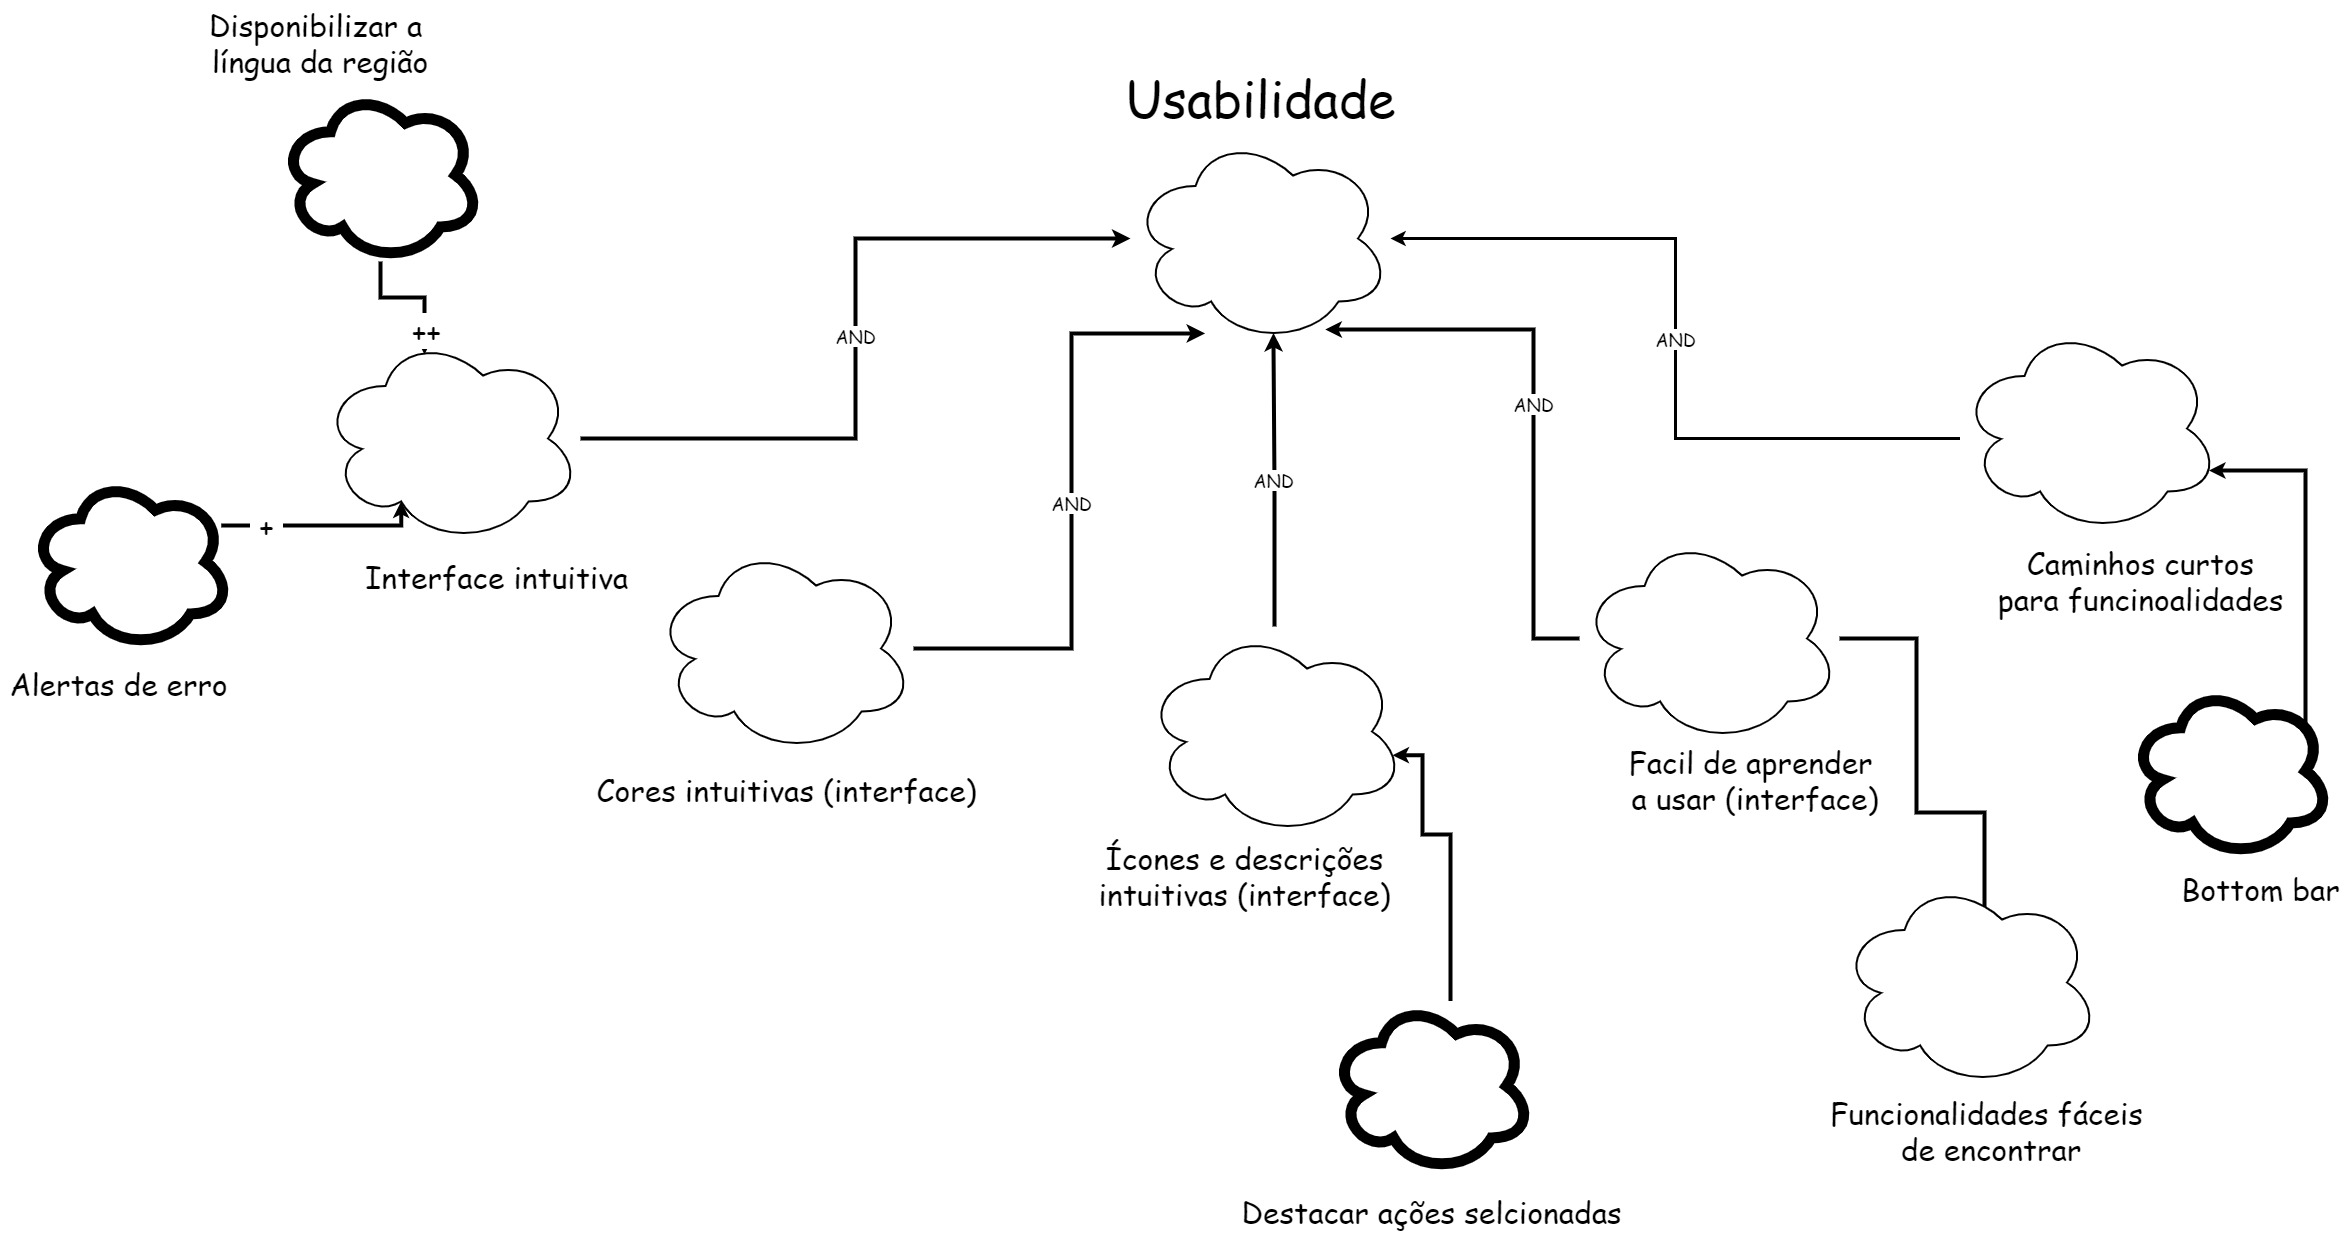 Disponibilizar a
língua da região
Usabilidade
++
AND
AND
AND
AND
AND
+
Interface intuitiva
Alertas de erro
Caminhos curtos
para funcinoalidades
Cores intuitivas (interface)
Facil de aprender
a usar (interface)
Ícones e descrições
intuitivas (interface)
Bottom bar
Funcionalidades fáceis
de encontrar
Destacar ações selcionadas